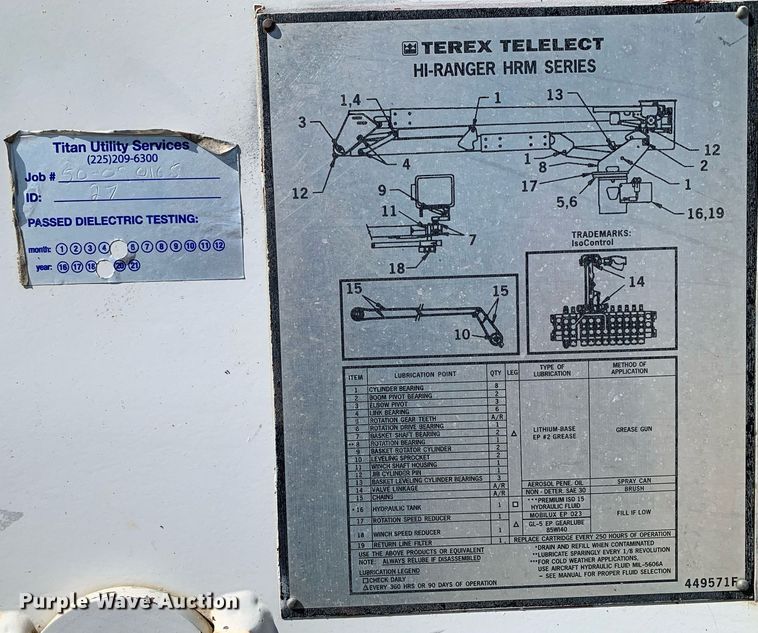 Titan Utility Services
(225)209-6300
Job #
ID: 27
PASSED DIELECTRIC TESTING:
month: 1 2 3 4 6 7 8 9 10 11 12
year: 16 17 18 20 21
TEREX TELELECT
HI-RANGER HRM SERIES
1,4
1
13
3
12
4
12
2
1
8
17
1
5,6
16,19
9
11
7
18
TRADEMARKS:
IsoControl
14
15
15
10
ITEM LUBRICATION POINT QTY LEG TYPE OF LUBRICATION METHOD OF APPLICATION
1 CYLINDER BEARING 8
2 BOOM PIVOT BEARING 2
3 ELBOW PIVOT 3
4 LINK BEARING 6
5 ROTATION GEAR TEETH A/R
6 ROTATION DRIVE BEARING 1
7 BASKET SHAFT BEARING 2
**8 ROTATION BEARING 1
9 BASKET ROTATOR CYLINDER 2
10 LEVELING SPROCKET 2
11 WINCH SHAFT HOUSING 1
12 JIB CYLINDER PIN 1
13 BASKET LEVELING CYLINDER BEARINGS 3
LITHIUM-BASE
EP #2 GREASE
GREASE GUN
14 VALVE LINKAGE A/R AEROSOL PENE. OIL SPRAY CAN
15 CHAINS A/R NON - DETER. SAE 30 BRUSH
*16 HYDRAULIC TANK 1 ***PREMIUM ISO 15
HYDRAULIC FLUID
FILL IF LOW
17 ROTATION SPEED REDUCER 1 MOBILUX EP 023
18 WINCH SPEED REDUCER 1 GL-5 EP GEARLUBE
85W140
19 RETURN LINE FILTER 1 REPLACE CARTRIDGE EVERY 250 HOURS OF OPERATION
USE THE ABOVE PRODUCTS OR EQUIVALENT
NOTE: ALWAYS RELUBE IF DISASSEMBLED
LUBRICATION LEGEND
CHECK DAILY
EVERY 360 HRS OR 90 DAYS OF OPERATION
*DRAIN AND REFILL WHEN CONTAMINATED
**LUBRICATE SPARINGLY EVERY 1/8 REVOLUTION
***FOR COLD WEATHER APPLICATIONS,
USE AIRCRAFT HYDRAULIC FLUID MIL-5606A
- SEE MANUAL FOR PROPER FLUID SELECTION
449571F
Purple Wave Auction